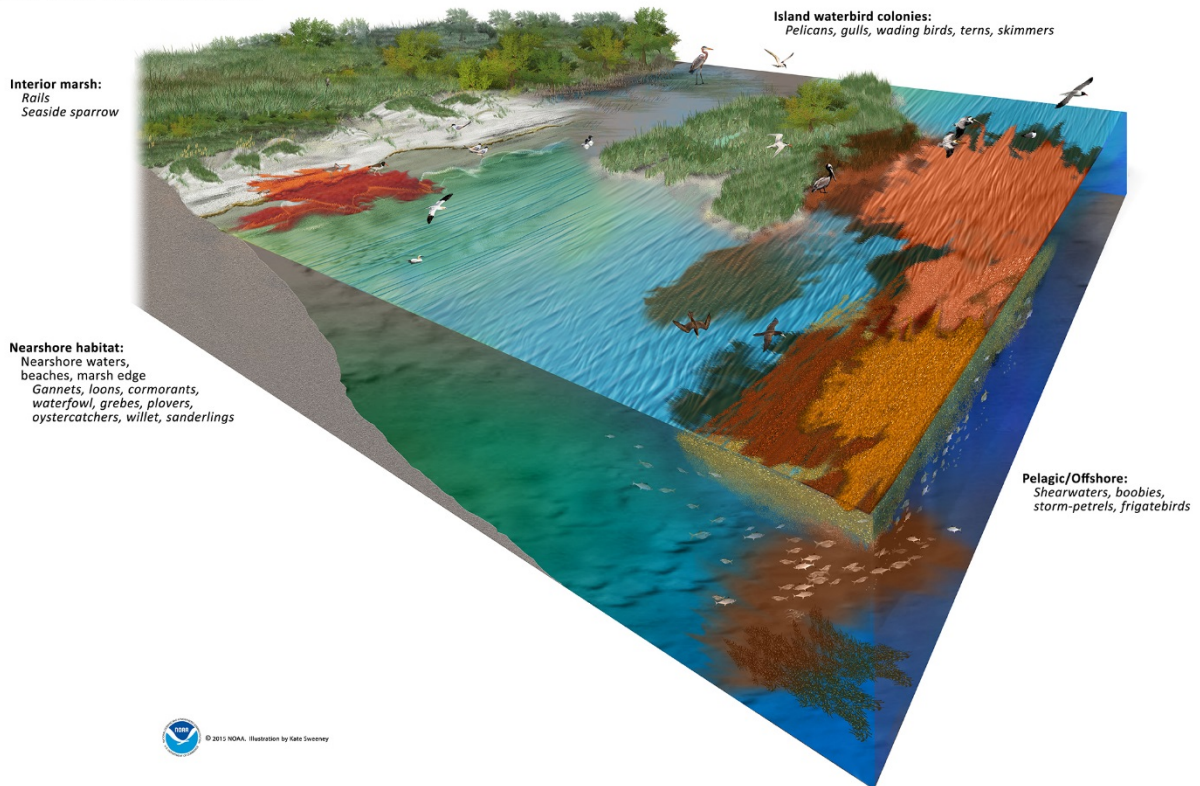 Island waterbird colonies:
Pelicans, gulls, wading birds, terns, skimmers
Interior marsh:
Rails
Seaside sparrow
Nearshore habitat:
Nearshore waters,
beaches, marsh edge
Gannets, loons, cormorants,
waterfowl, grebes, plovers,
oystercatchers, willet, sanderlings
Pelagic/Offshore:
Shearwaters, boobies,
storm-petrels, frigatebirds
NOAA
© 2015 NOAA. Illustration by Kate Sweeney